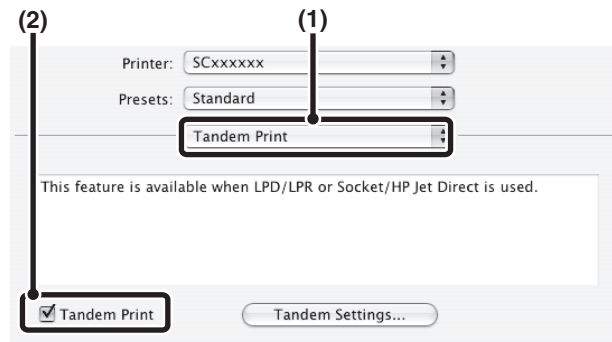 (2) (1)
Printer: SCxxxxxx
Presets: Standard
Tandem Print
This feature is available when LPD/LPR or Socket/HP Jet Direct is used.
Tandem Print Tandem Settings...